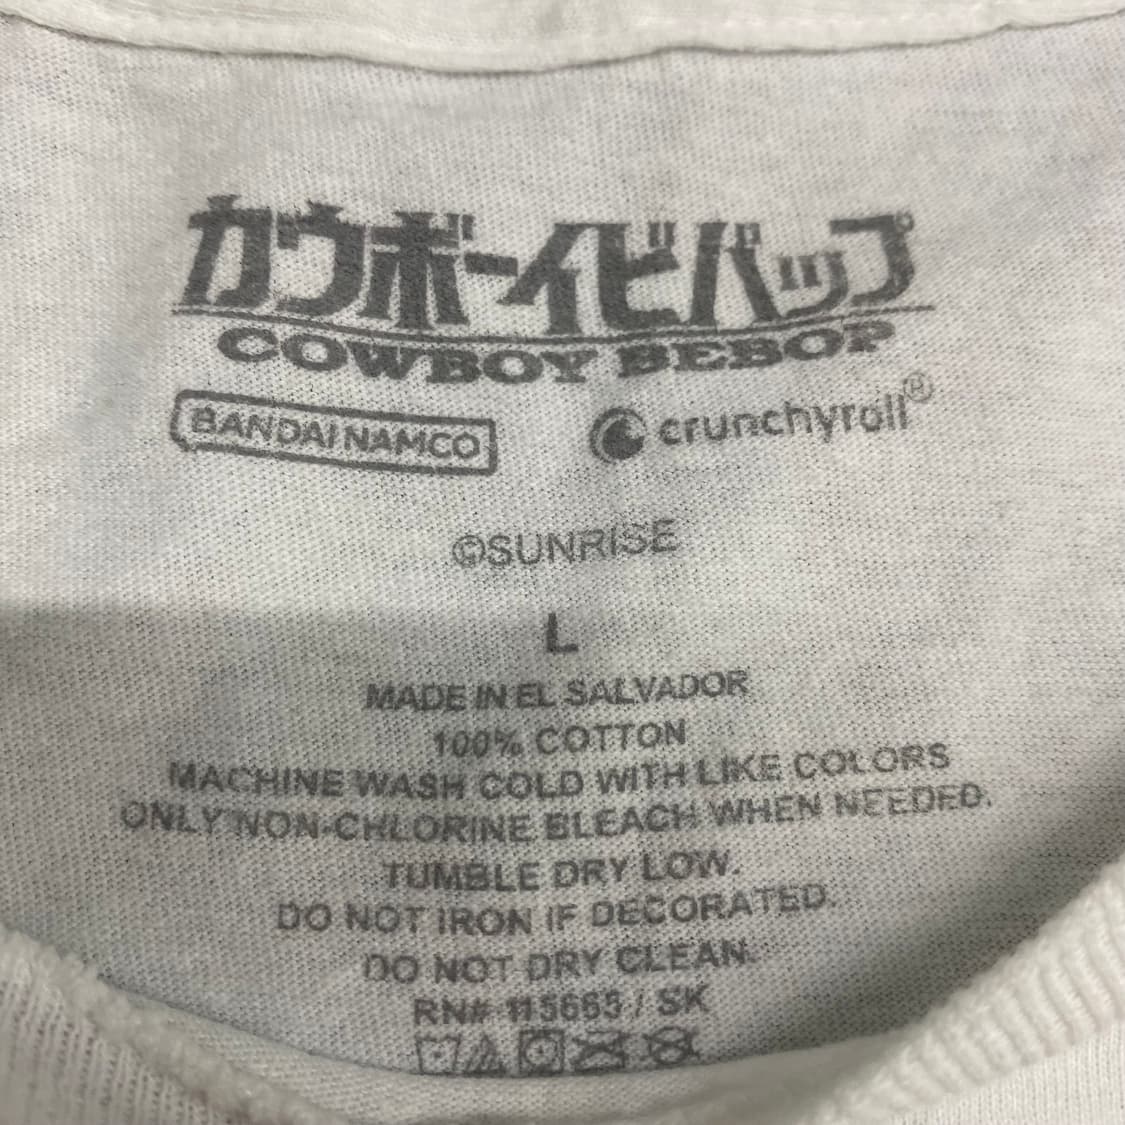 カウボーイビバップ
COWBOY BEBOP
BANDAI NAMCO crunchyroll®
©SUNRISE
L
MADE IN EL SALVADOR
100% COTTON
MACHINE WASH COLD WITH LIKE COLORS
ONLY NON-CHLORINE BLEACH WHEN NEEDED.
TUMBLE DRY LOW.
DO NOT IRON IF DECORATED.
DO NOT DRY CLEAN.
RN# 115663 / SK